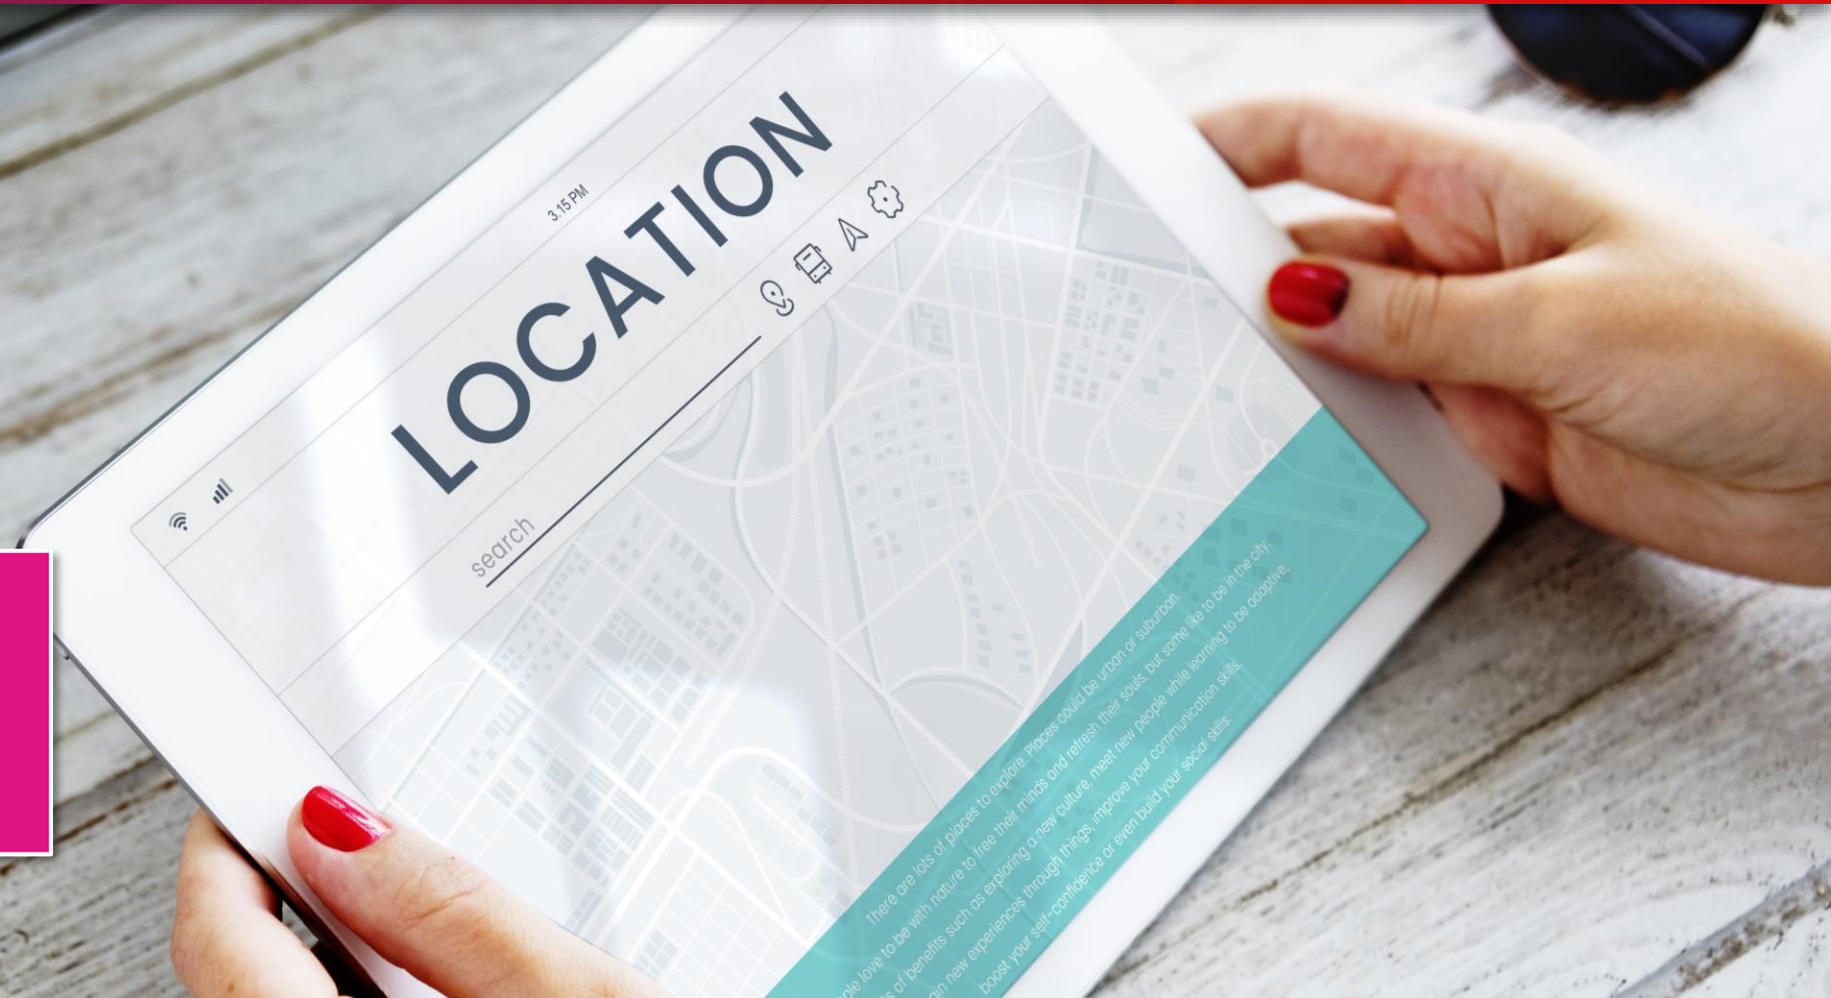 3.15 PM
LOCATION
search
There are lots of places to explore. Places could be urban or suburban.
love to be with nature to free their minds and refresh their souls, but some like to be in the city.
of benefits such as exploring a new culture, meet new people while learning to be adaptive,
new experiences through things, improve your communication skills,
boost your self-confidence or even build your social skills.